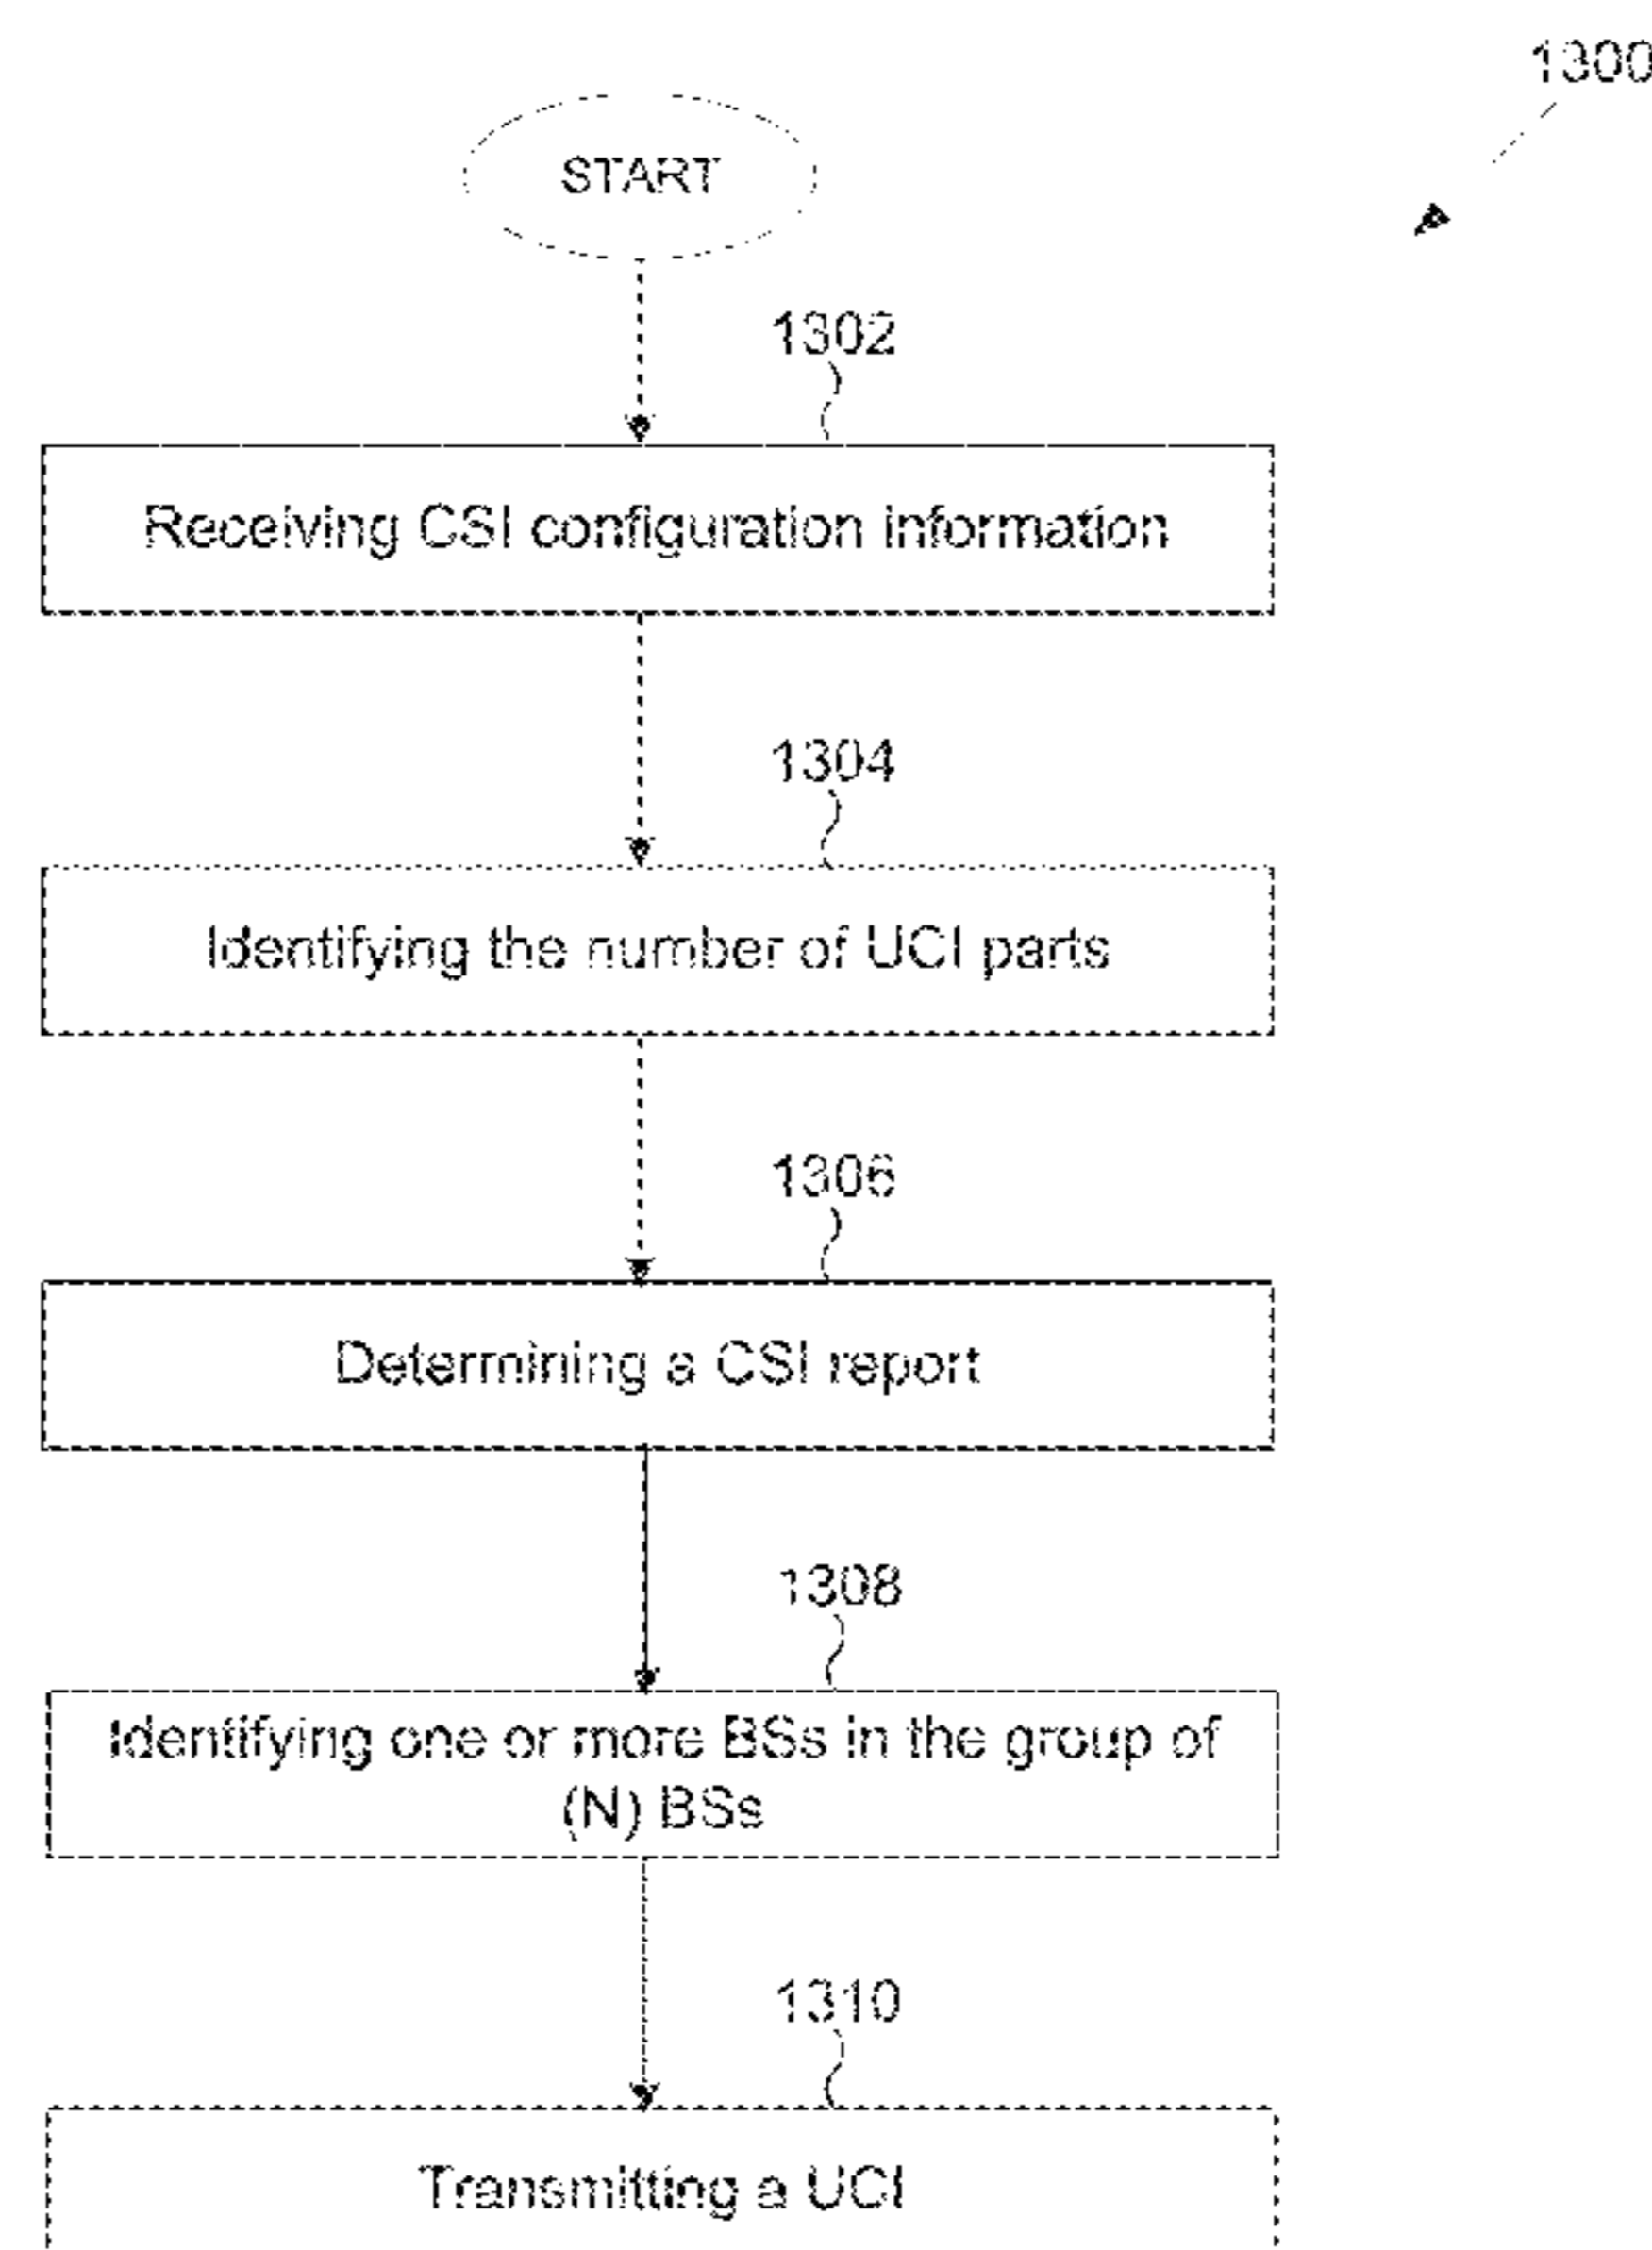 1300
START
1302
Receiving CSI configuration information
1304
Identifying the number of UCI parts
1306
Determining a CSI report
1308
Identifying one or more BSs in the group of
(N) BSs
1310
Transmitting a UCI